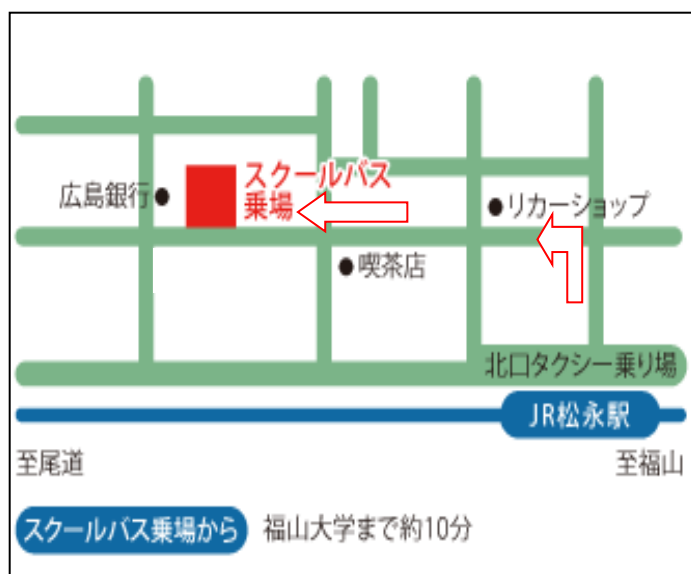 スクールバス
乗場
広島銀行
リカーショップ
喫茶店
北口タクシー乗り場
JR松永駅
至尾道
至福山
スクールバス乗場から
福山大学まで約10分